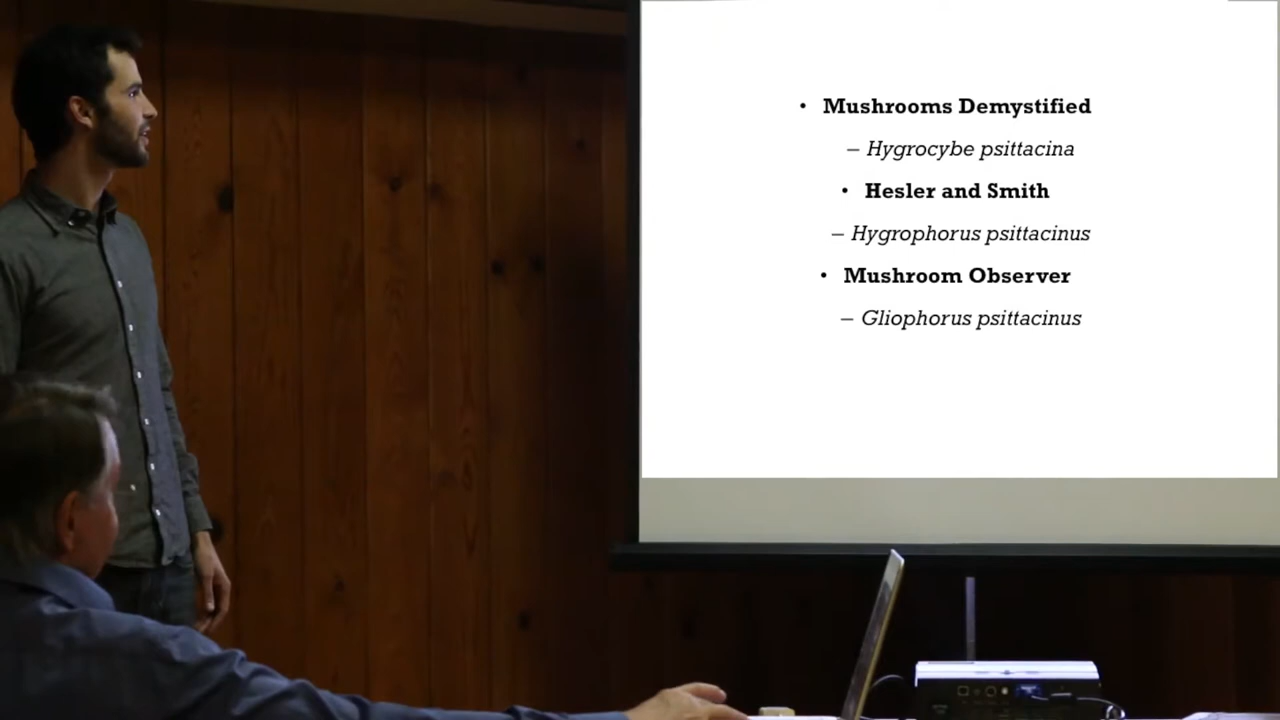 • Mushrooms Demystified
– Hygrocybe psittacina
• Hesler and Smith
– Hygrophorus psittacinus
• Mushroom Observer
– Gliophorus psittacinus